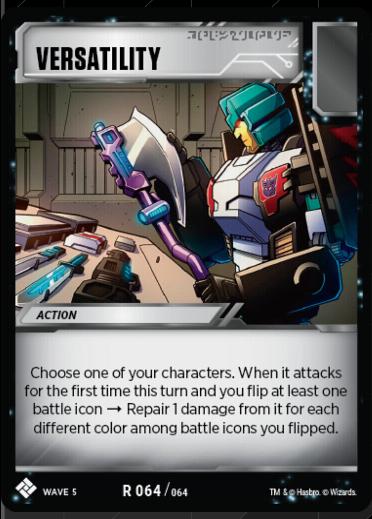 VERSATILITY
ACTION
Choose one of your characters. When it attacks
for the first time this turn and you flip at least one
battle icon → Repair 1 damage from it for each
different color among battle icons you flipped.
WAVE 5 R 064/064 TM & © Hasbro. © Wizards.